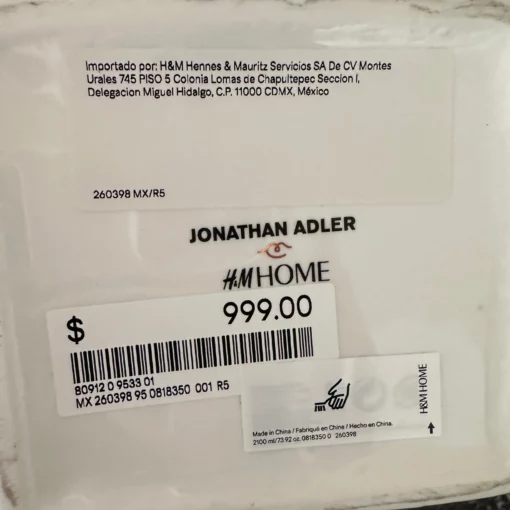 Importado por: H&M Hennes & Mauritz Servicios SA De CV Montes
Urales 745 PISO 5 Colonia Lomas de Chapultepec Seccion I,
Delegacion Miguel Hidalgo, C.P. 11000 CDMX, México
260398 MX/R5
JONATHAN ADLER
H&M HOME
$ 999.00
80912 0 9533 01
MX 260398 95 0818350 001 R5
H&M HOME
Made in China / Fabriqué en Chine / Hecho en China.
2100 ml/73.92 oz. 0818350 0 260398